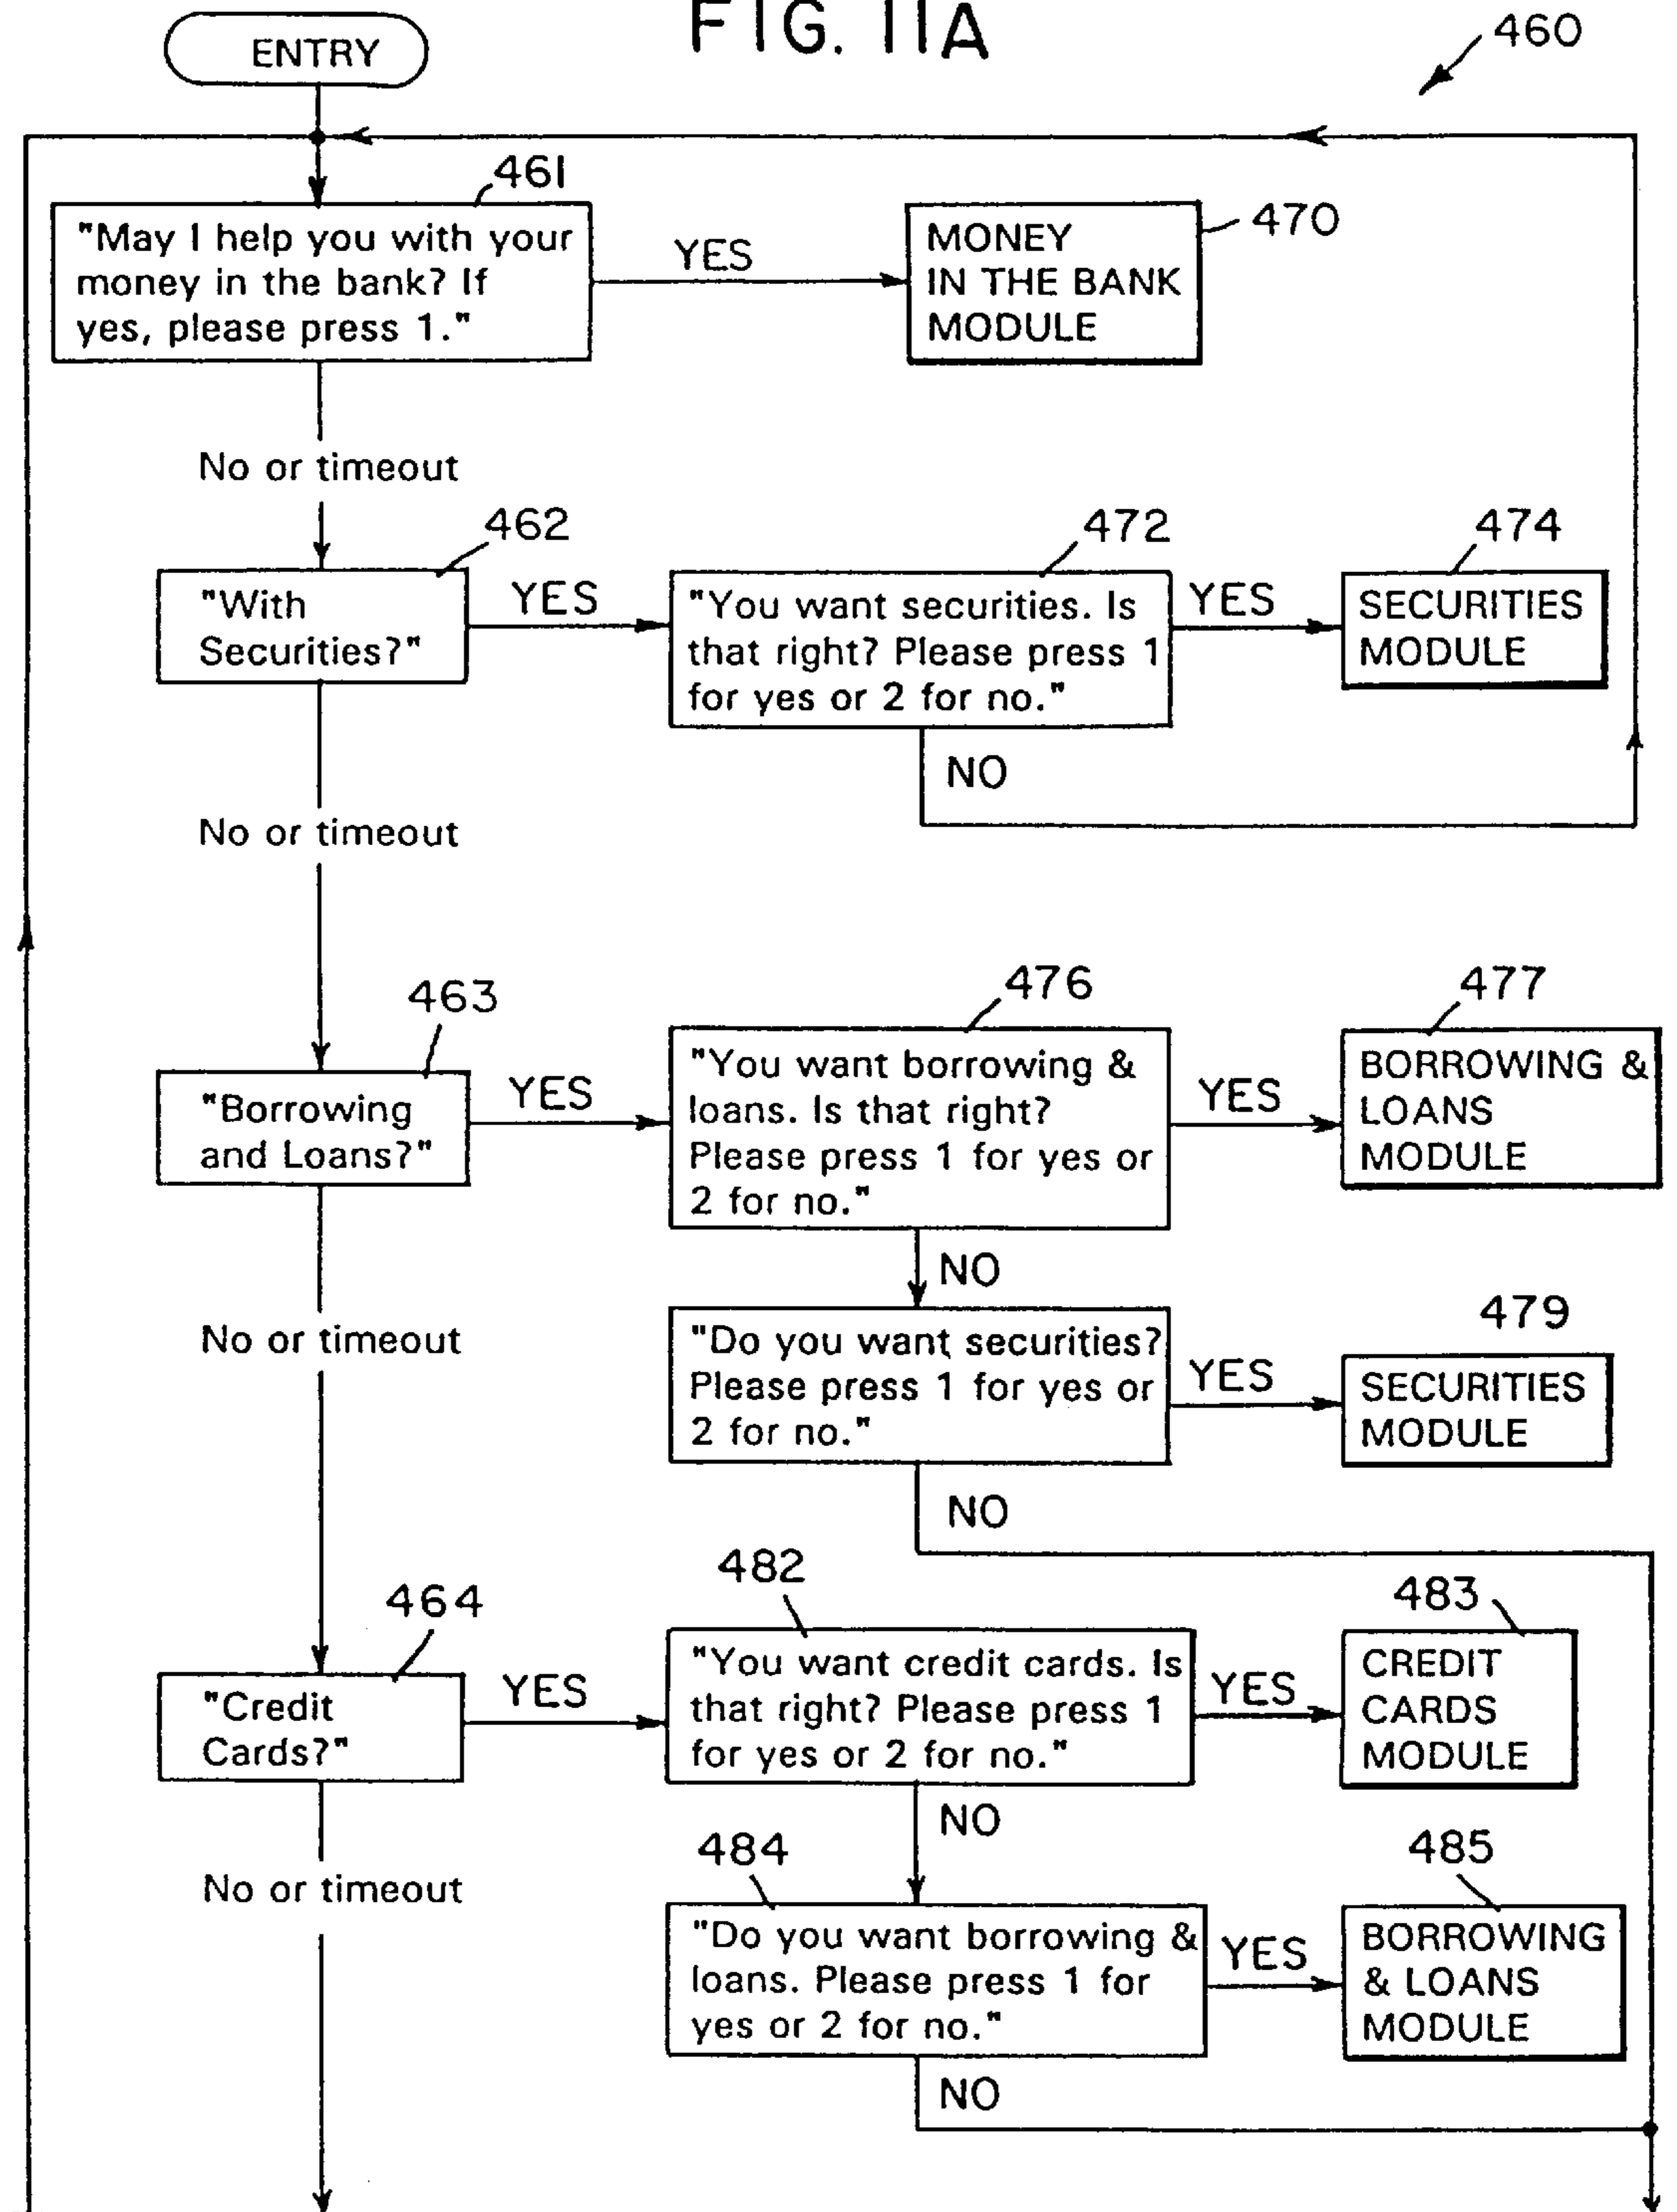 FIG. 11A
460
ENTRY
461
"May I help you with your
money in the bank? If
yes, please press 1."
YES
470
MONEY
IN THE BANK
MODULE
No or timeout
462
"With
Securities?"
YES
472
"You want securities. Is
that right? Please press 1
for yes or 2 for no."
YES
474
SECURITIES
MODULE
NO
No or timeout
463
"Borrowing
and Loans?"
YES
476
"You want borrowing &
loans. Is that right?
Please press 1 for yes or
2 for no."
YES
477
BORROWING &
LOANS
MODULE
NO
"Do you want securities?
Please press 1 for yes or
2 for no."
YES
479
SECURITIES
MODULE
NO
No or timeout
464
"Credit
Cards?"
YES
482
"You want credit cards. Is
that right? Please press 1
for yes or 2 for no."
YES
483
CREDIT
CARDS
MODULE
NO
484
"Do you want borrowing &
loans. Please press 1 for
yes or 2 for no."
YES
485
BORROWING
& LOANS
MODULE
NO
No or timeout